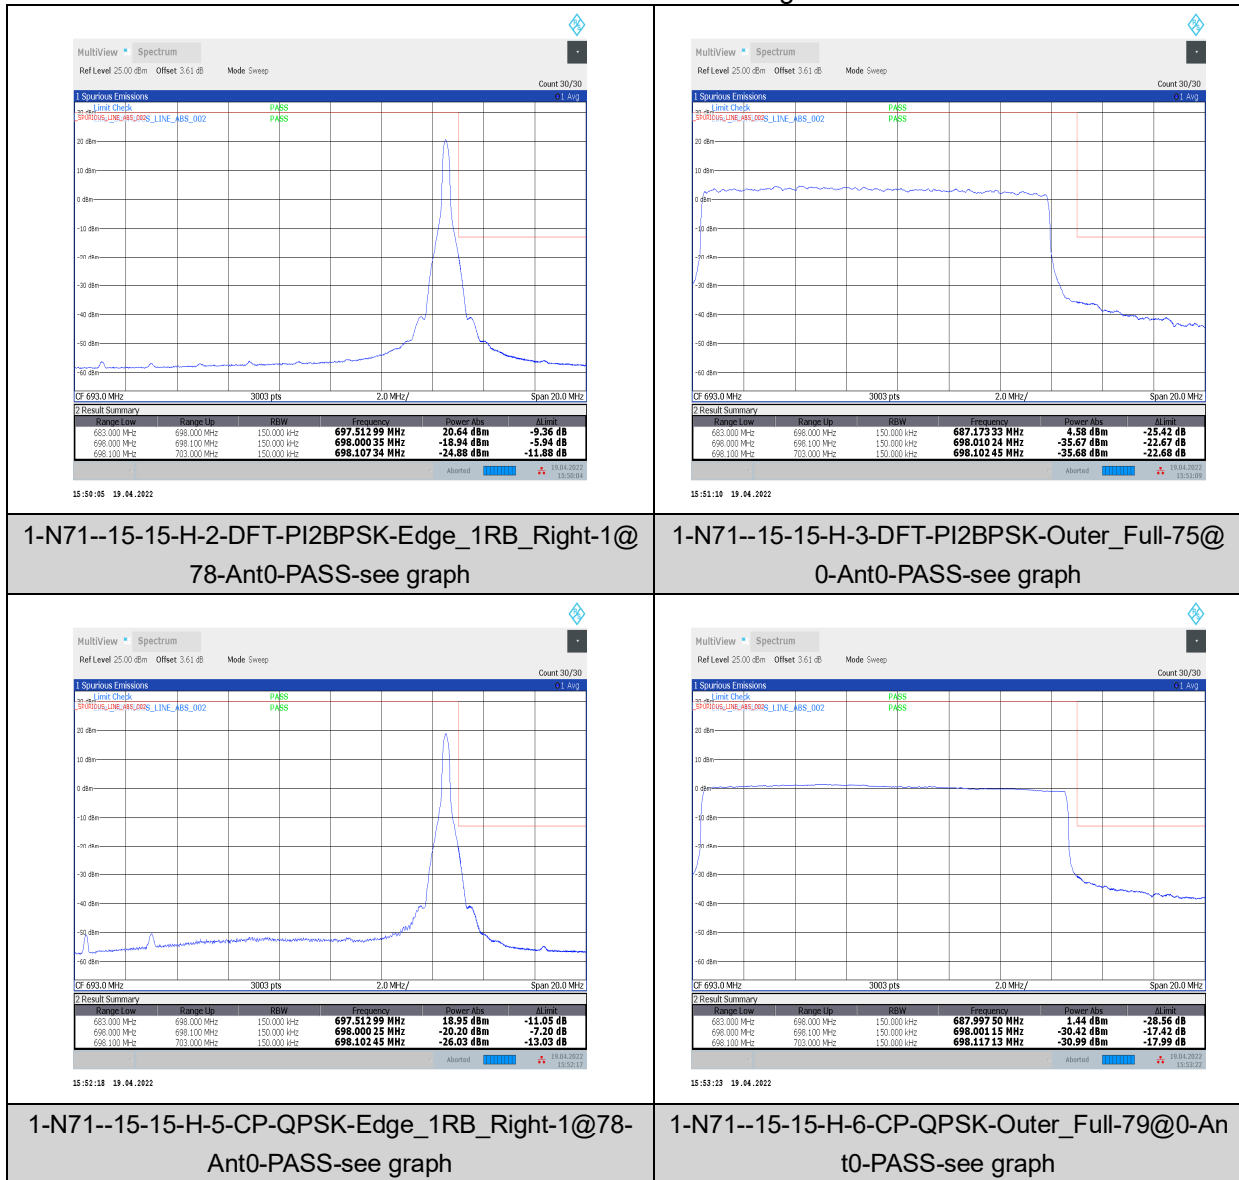 MultiView Spectrum
Ref Level 25.00 dBm Offset 3.61 dB Mode Sweep
Count 30/30
1 Spurious Emissions 1 Avg
Limit Check PASS
_SPURIOUS_LINE_ABS_002 PASS
20 dBm
10 dBm
0 dBm
-10 dBm
-20 dBm
-30 dBm
-40 dBm
-50 dBm
-60 dBm
CF 693.0 MHz 3003 pts 2.0 MHz/ Span 20.0 MHz
2 Result Summary
Range Low Range Up RBW Frequency Power Abs ΔLimit
683.000 MHz 698.000 MHz 150.000 kHz 697.512 99 MHz 20.64 dBm -9.36 dB
698.000 MHz 698.100 MHz 150.000 kHz 698.000 35 MHz -18.94 dBm -5.94 dB
698.100 MHz 703.000 MHz 150.000 kHz 698.107 34 MHz -24.88 dBm -11.88 dB
Aborted 19.04.2022
15:50:04
15:50:05 19.04.2022
MultiView Spectrum
Ref Level 25.00 dBm Offset 3.61 dB Mode Sweep
Count 30/30
1 Spurious Emissions 1 Avg
Limit Check PASS
_SPURIOUS_LINE_ABS_002 PASS
20 dBm
10 dBm
0 dBm
-10 dBm
-20 dBm
-30 dBm
-40 dBm
-50 dBm
-60 dBm
CF 693.0 MHz 3003 pts 2.0 MHz/ Span 20.0 MHz
2 Result Summary
Range Low Range Up RBW Frequency Power Abs ΔLimit
683.000 MHz 698.000 MHz 150.000 kHz 687.173 33 MHz 4.58 dBm -25.42 dB
698.000 MHz 698.100 MHz 150.000 kHz 698.010 24 MHz -35.67 dBm -22.67 dB
698.100 MHz 703.000 MHz 150.000 kHz 698.102 45 MHz -35.68 dBm -22.68 dB
Aborted 19.04.2022
15:51:09
15:51:10 19.04.2022
1-N71--15-15-H-2-DFT-PI2BPSK-Edge_1RB_Right-1@
78-Ant0-PASS-see graph
1-N71--15-15-H-3-DFT-PI2BPSK-Outer_Full-75@
0-Ant0-PASS-see graph
MultiView Spectrum
Ref Level 25.00 dBm Offset 3.61 dB Mode Sweep
Count 30/30
1 Spurious Emissions 1 Avg
Limit Check PASS
_SPURIOUS_LINE_ABS_002 PASS
20 dBm
10 dBm
0 dBm
-10 dBm
-20 dBm
-30 dBm
-40 dBm
-50 dBm
-60 dBm
CF 693.0 MHz 3003 pts 2.0 MHz/ Span 20.0 MHz
2 Result Summary
Range Low Range Up RBW Frequency Power Abs ΔLimit
683.000 MHz 698.000 MHz 150.000 kHz 697.512 99 MHz 18.95 dBm -11.05 dB
698.000 MHz 698.100 MHz 150.000 kHz 698.000 25 MHz -20.20 dBm -7.20 dB
698.100 MHz 703.000 MHz 150.000 kHz 698.102 45 MHz -26.03 dBm -13.03 dB
Aborted 19.04.2022
15:52:17
15:52:18 19.04.2022
MultiView Spectrum
Ref Level 25.00 dBm Offset 3.61 dB Mode Sweep
Count 30/30
1 Spurious Emissions 1 Avg
Limit Check PASS
_SPURIOUS_LINE_ABS_002 PASS
20 dBm
10 dBm
0 dBm
-10 dBm
-20 dBm
-30 dBm
-40 dBm
-50 dBm
-60 dBm
CF 693.0 MHz 3003 pts 2.0 MHz/ Span 20.0 MHz
2 Result Summary
Range Low Range Up RBW Frequency Power Abs ΔLimit
683.000 MHz 698.000 MHz 150.000 kHz 687.997 50 MHz 1.44 dBm -28.56 dB
698.000 MHz 698.100 MHz 150.000 kHz 698.001 15 MHz -30.42 dBm -17.42 dB
698.100 MHz 703.000 MHz 150.000 kHz 698.117 13 MHz -30.99 dBm -17.99 dB
Aborted 19.04.2022
15:53:22
15:53:23 19.04.2022
1-N71--15-15-H-5-CP-QPSK-Edge_1RB_Right-1@78-
Ant0-PASS-see graph
1-N71--15-15-H-6-CP-QPSK-Outer_Full-79@0-An
t0-PASS-see graph